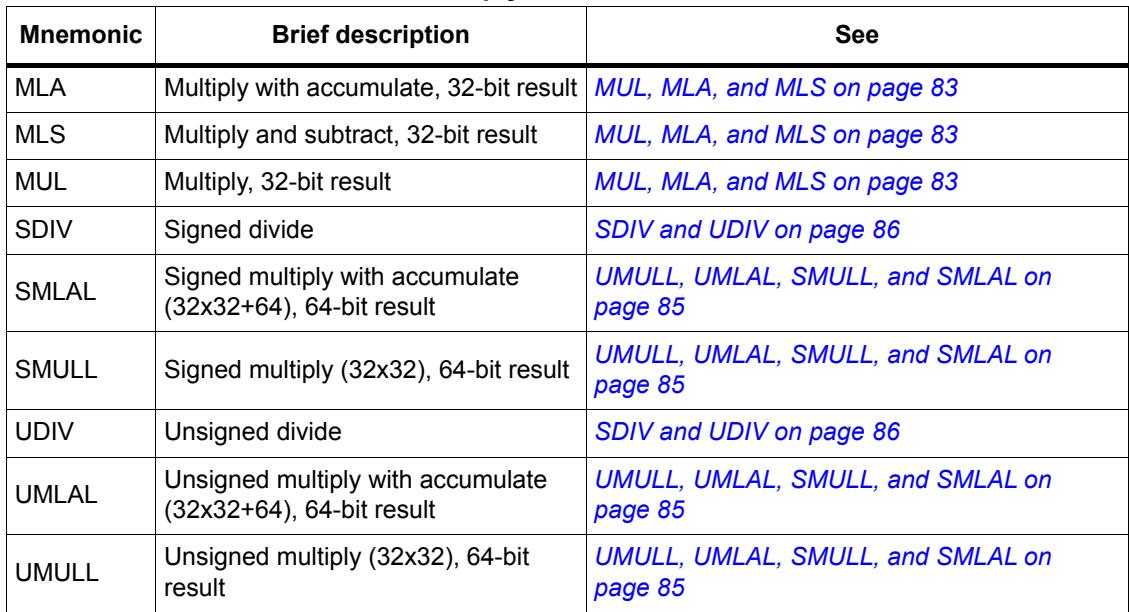 Mnemonic Brief description See
MLA Multiply with accumulate, 32-bit result MUL, MLA, and MLS on page 83
MLS Multiply and subtract, 32-bit result MUL, MLA, and MLS on page 83
MUL Multiply, 32-bit result MUL, MLA, and MLS on page 83
SDIV Signed divide SDIV and UDIV on page 86
SMLAL Signed multiply with accumulate
(32x32+64), 64-bit result UMULL, UMLAL, SMULL, and SMLAL on
page 85
SMULL Signed multiply (32x32), 64-bit result UMULL, UMLAL, SMULL, and SMLAL on
page 85
UDIV Unsigned divide SDIV and UDIV on page 86
UMLAL Unsigned multiply with accumulate
(32x32+64), 64-bit result UMULL, UMLAL, SMULL, and SMLAL on
page 85
UMULL Unsigned multiply (32x32), 64-bit
result UMULL, UMLAL, SMULL, and SMLAL on
page 85